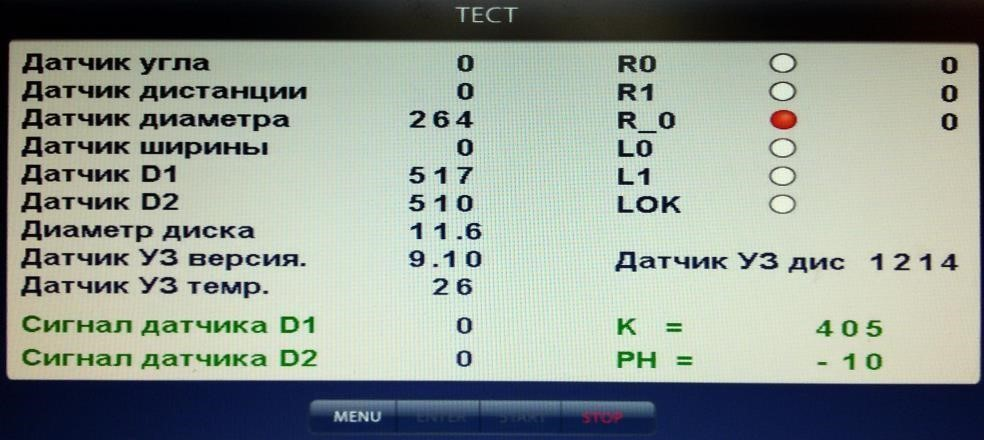 ТЕСТ
Датчик угла 0 R0 0
Датчик дистанции 0 R1 0
Датчик диаметра 264 R_0 0
Датчик ширины 0 L0
Датчик D1 517 L1
Датчик D2 510 LOK
Диаметр диска 11.6
Датчик УЗ версия. 9.10 Датчик УЗ дис 1214
Датчик УЗ темр. 26
Сигнал датчика D1 0 K = 405
Сигнал датчика D2 0 PH = -10
MENU ENTER START STOP